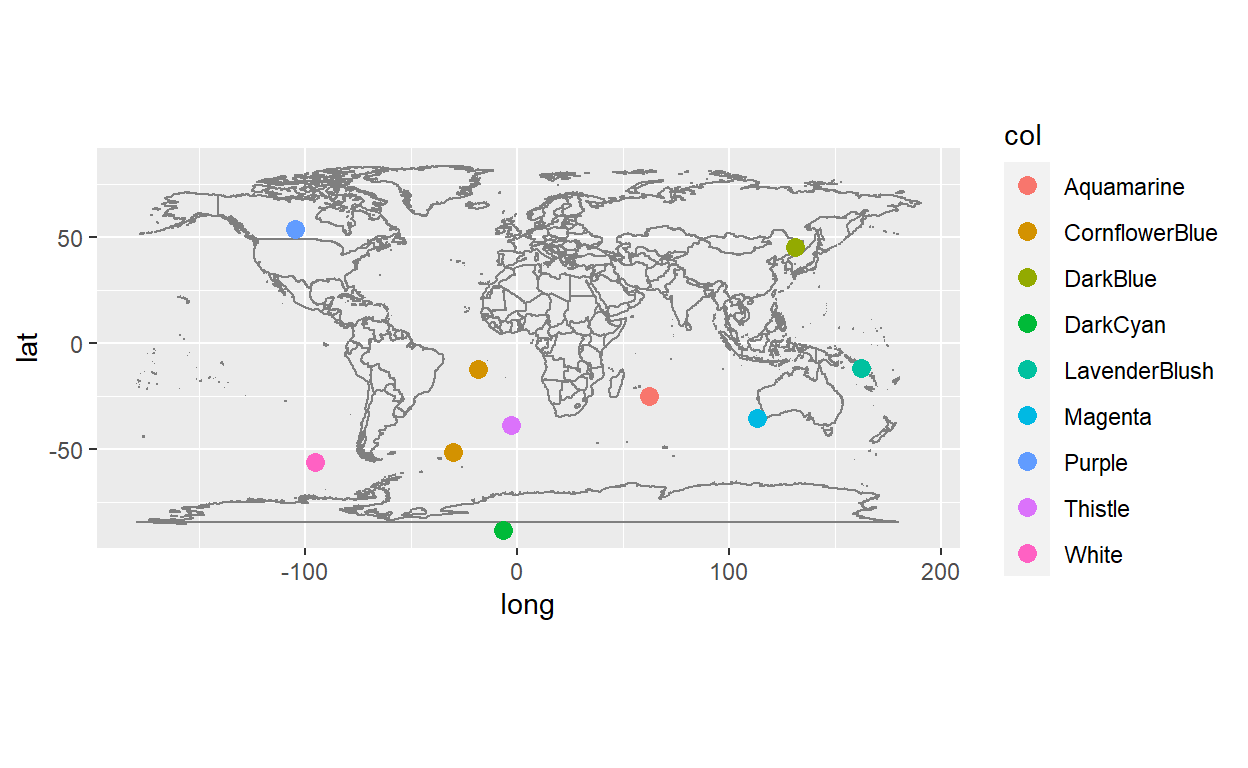 col
Aquamarine
CornflowerBlue
DarkBlue
DarkCyan
LavenderBlush
Magenta
Purple
Thistle
White
lat
50
0
-50
-100
0
100
200
long